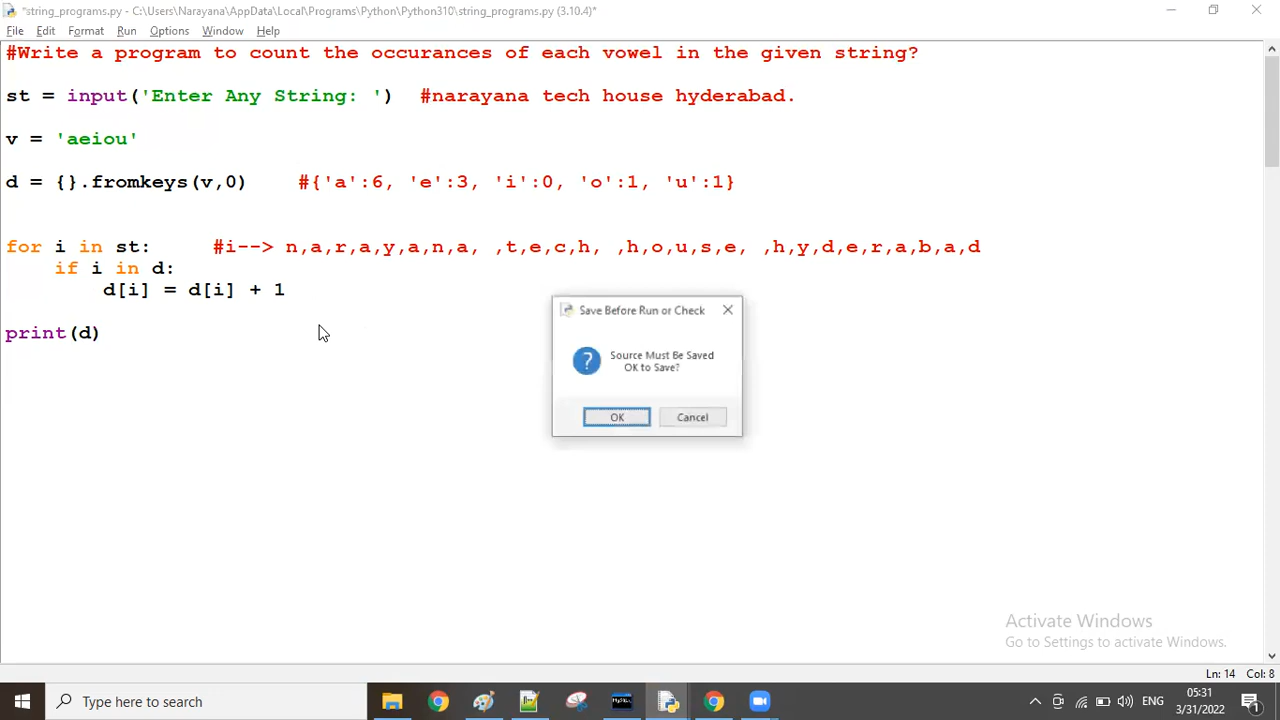 *string_programs.py - C:\Users\Narayana\AppData\Local\Programs\Python\Python310\string_programs.py (3.10.4)*
File Edit Format Run Options Window Help
#Write a program to count the occurances of each vowel in the given string?
st = input('Enter Any String: ') #narayana tech house hyderabad.
v = 'aeiou'
d = {}.fromkeys(v,0) #{'a':6, 'e':3, 'i':0, 'o':1, 'u':1}
for i in st: #i--> n,a,r,a,y,a,n,a, ,t,e,c,h, ,h,o,u,s,e, ,h,y,d,e,r,a,b,a,d
if i in d:
d[i] = d[i] + 1
print(d)
Save Before Run or Check
Source Must Be Saved
OK to Save?
OK Cancel
Activate Windows
Go to Settings to activate Windows.
Ln: 14 Col: 8
Type here to search
ENG
05:31
3/31/2022
1